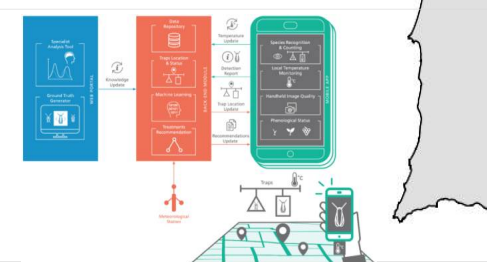 Specialist
Analysis Tool
Ground Truth
Generator
WEB PORTAL
Knowledge
Update
Data
Repository
Traps Location
& Status
Machine Learning
Treatments
Recommendation
BACK-END MODULE
Meteorological
Station
Temperature
Update
Detection
Report
Trap Location
Update
Recommendations
Update
Species Recognition
& Counting
Local Temperature
Monitoring
°C
Handheld Image Quality
Phenological Status
MOBILE APP
Traps
°C